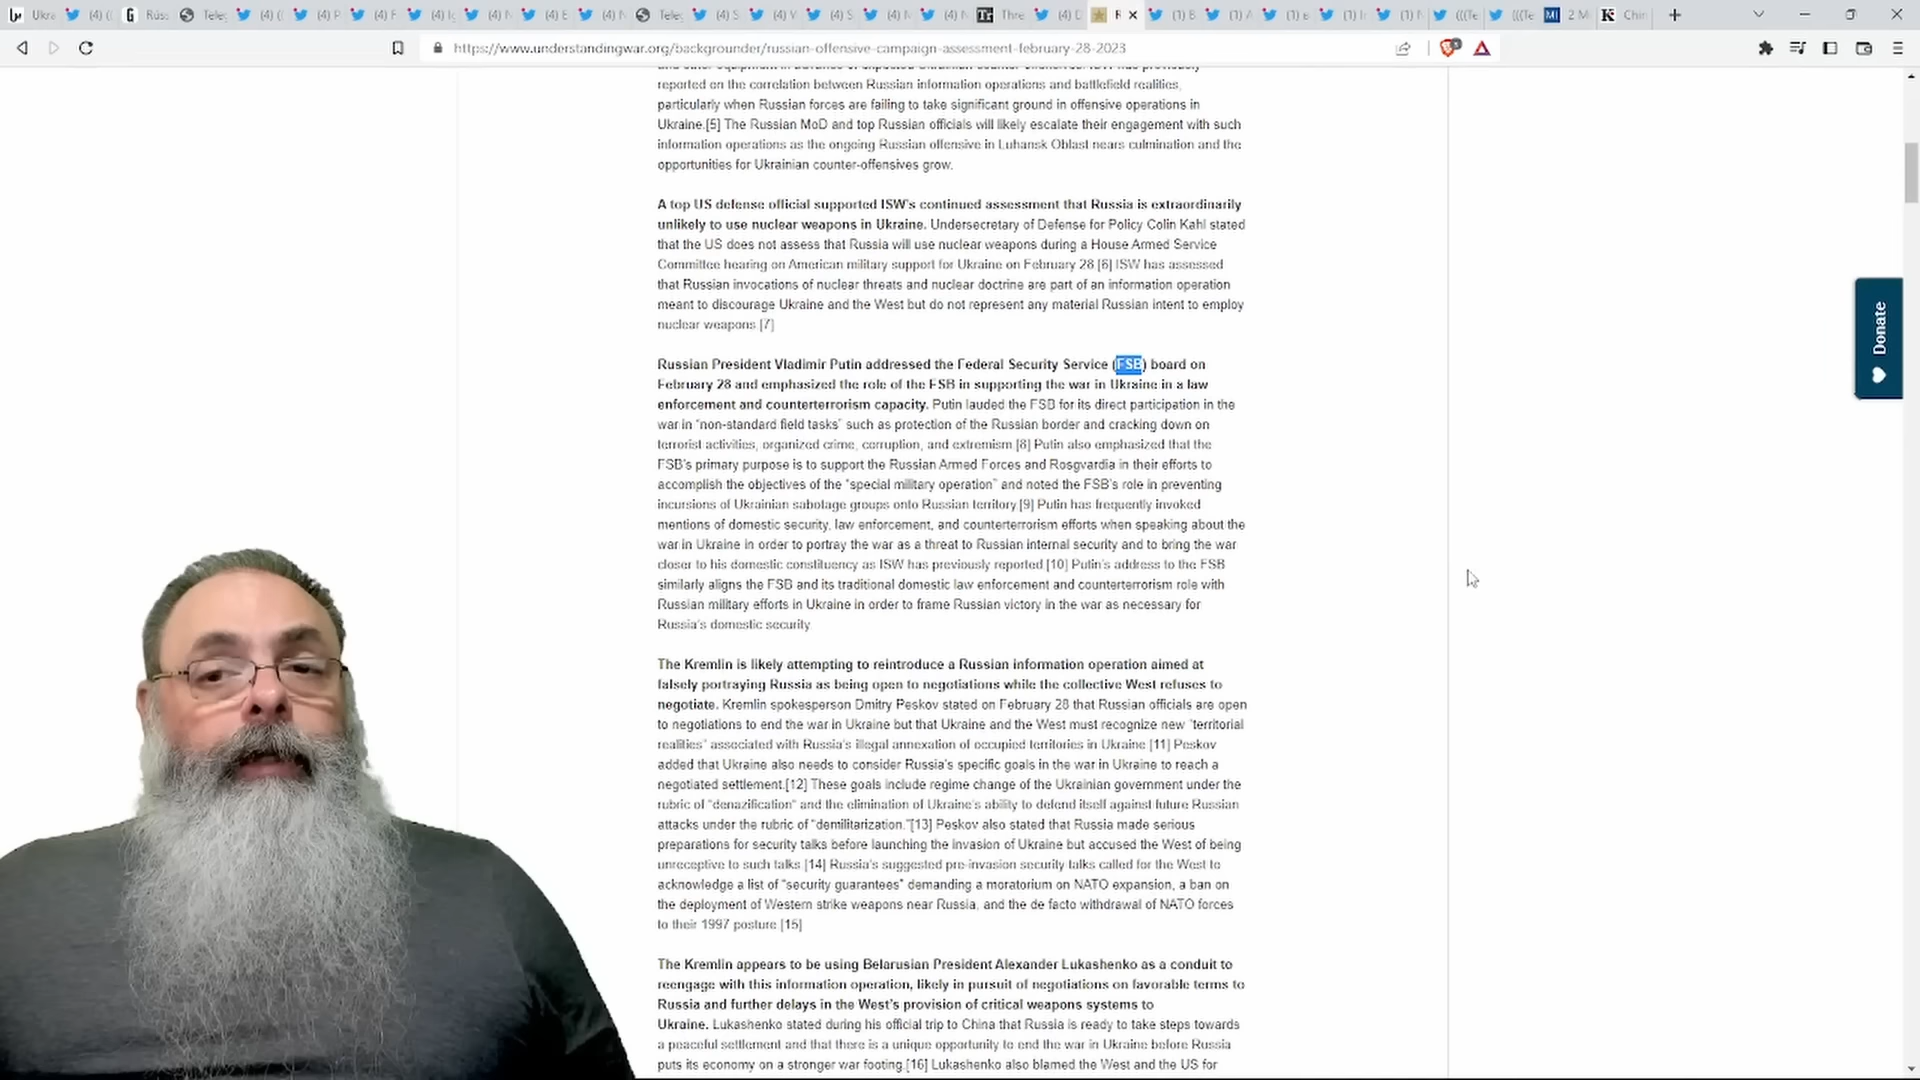 Ukra
(4) (
Russ
Teleg
(4) (
(4) F
(4) F
(4) Ig
(4) N
(4) E
(4) N
Teleg
(4) S
(4) V
(4) S
(4) N
(4) N
Thre
(4) D
R
(1) B
(1) A
(1) в
(1) Ir
(1) N
(((Te
(((Te
MI 2 M
K Chin
https://www.understandingwar.org/backgrounder/russian-offensive-campaign-assessment-february-28-2023
reported on the correlation between Russian information operations and battlefield realities,
particularly when Russian forces are failing to take significant ground in offensive operations in
Ukraine.[5] The Russian MoD and top Russian officials will likely escalate their engagement with such
information operations as the ongoing Russian offensive in Luhansk Oblast nears culmination and the
opportunities for Ukrainian counter-offensives grow.
A top US defense official supported ISW's continued assessment that Russia is extraordinarily
unlikely to use nuclear weapons in Ukraine. Undersecretary of Defense for Policy Colin Kahl stated
that the US does not assess that Russia will use nuclear weapons during a House Armed Service
Committee hearing on American military support for Ukraine on February 28.[6] ISW has assessed
that Russian invocations of nuclear threats and nuclear doctrine are part of an information operation
meant to discourage Ukraine and the West but do not represent any material Russian intent to employ
nuclear weapons.[7]
Russian President Vladimir Putin addressed the Federal Security Service (FSB) board on
February 28 and emphasized the role of the FSB in supporting the war in Ukraine in a law
enforcement and counterterrorism capacity. Putin lauded the FSB for its direct participation in the
war in “non-standard field tasks” such as protection of the Russian border and cracking down on
terrorist activities, organized crime, corruption, and extremism.[8] Putin also emphasized that the
FSB's primary purpose is to support the Russian Armed Forces and Rosgvardia in their efforts to
accomplish the objectives of the “special military operation” and noted the FSB's role in preventing
incursions of Ukrainian sabotage groups onto Russian territory.[9] Putin has frequently invoked
mentions of domestic security, law enforcement, and counterterrorism efforts when speaking about the
war in Ukraine in order to portray the war as a threat to Russian internal security and to bring the war
closer to his domestic constituency as ISW has previously reported.[10] Putin's address to the FSB
similarly aligns the FSB and its traditional domestic law enforcement and counterterrorism role with
Russian military efforts in Ukraine in order to frame Russian victory in the war as necessary for
Russia's domestic security.
The Kremlin is likely attempting to reintroduce a Russian information operation aimed at
falsely portraying Russia as being open to negotiations while the collective West refuses to
negotiate. Kremlin spokesperson Dmitry Peskov stated on February 28 that Russian officials are open
to negotiations to end the war in Ukraine but that Ukraine and the West must recognize new “territorial
realities” associated with Russia's illegal annexation of occupied territories in Ukraine.[11] Peskov
added that Ukraine also needs to consider Russia's specific goals in the war in Ukraine to reach a
negotiated settlement.[12] These goals include regime change of the Ukrainian government under the
rubric of “denazification” and the elimination of Ukraine's ability to defend itself against future Russian
attacks under the rubric of “demilitarization.”[13] Peskov also stated that Russia made serious
preparations for security talks before launching the invasion of Ukraine but accused the West of being
unreceptive to such talks.[14] Russia's suggested pre-invasion security talks called for the West to
acknowledge a list of “security guarantees” demanding a moratorium on NATO expansion, a ban on
the deployment of Western strike weapons near Russia, and the de facto withdrawal of NATO forces
to their 1997 posture.[15]
The Kremlin appears to be using Belarusian President Alexander Lukashenko as a conduit to
reengage with this information operation, likely in pursuit of negotiations on favorable terms to
Russia and further delays in the West's provision of critical weapons systems to
Ukraine. Lukashenko stated during his official trip to China that Russia is ready to take steps towards
a peaceful settlement and that there is a unique opportunity to end the war in Ukraine before Russia
puts its economy on a stronger war footing.[16] Lukashenko also blamed the West and the US for
Donate